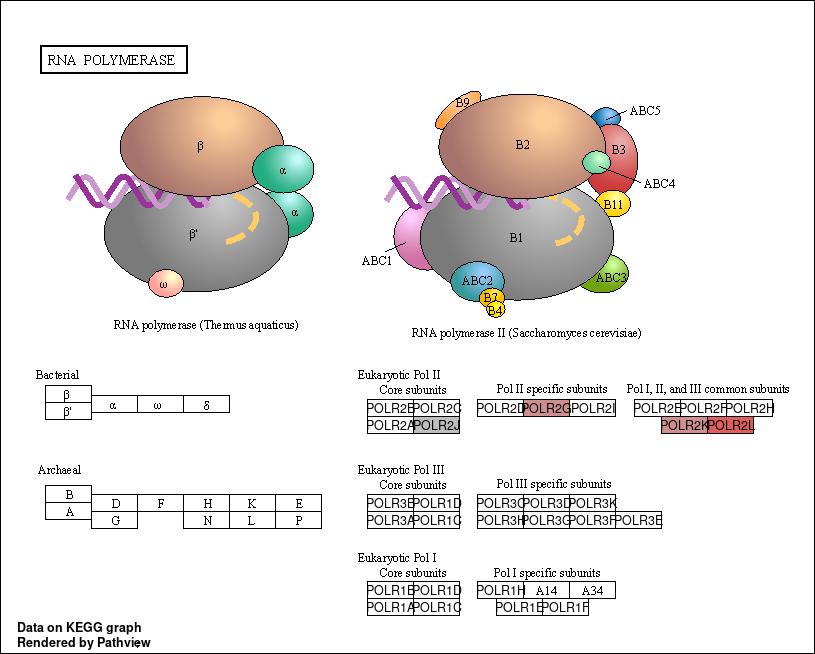 RNA POLYMERASE
B9
β
B2
ABC5
B3
α
ABC4
α
B11
β'
B1
ABC1
ω
ABC2
ABC3
B7
B4
RNA polymerase (Thermus aquaticus)
RNA polymerase II (Saccharomyces cerevisiae)
Bacterial
β
β'
α ω δ
Eukaryotic Pol II
Core subunits
POLR2B POLR2C
POLR2A POLR2J
Pol II specific subunits
POLR2D POLR2G POLR2I
Pol I, II, and III common subunits
POLR2E POLR2F POLR2H
POLR2K POLR2L
Archaeal
B
A
D F H K E
G N L P
Eukaryotic Pol III
Core subunits
POLR3B POLR1D
POLR3A POLR1C
Pol III specific subunits
POLR3C POLR3D POLR3K
POLR3H POLR3G POLR3F POLR3E
Eukaryotic Pol I
Core subunits
POLR1B POLR1D
POLR1A POLR1C
Pol I specific subunits
POLR1H A14 A34
POLR1E POLR1F
Data on KEGG graph
Rendered by Pathview